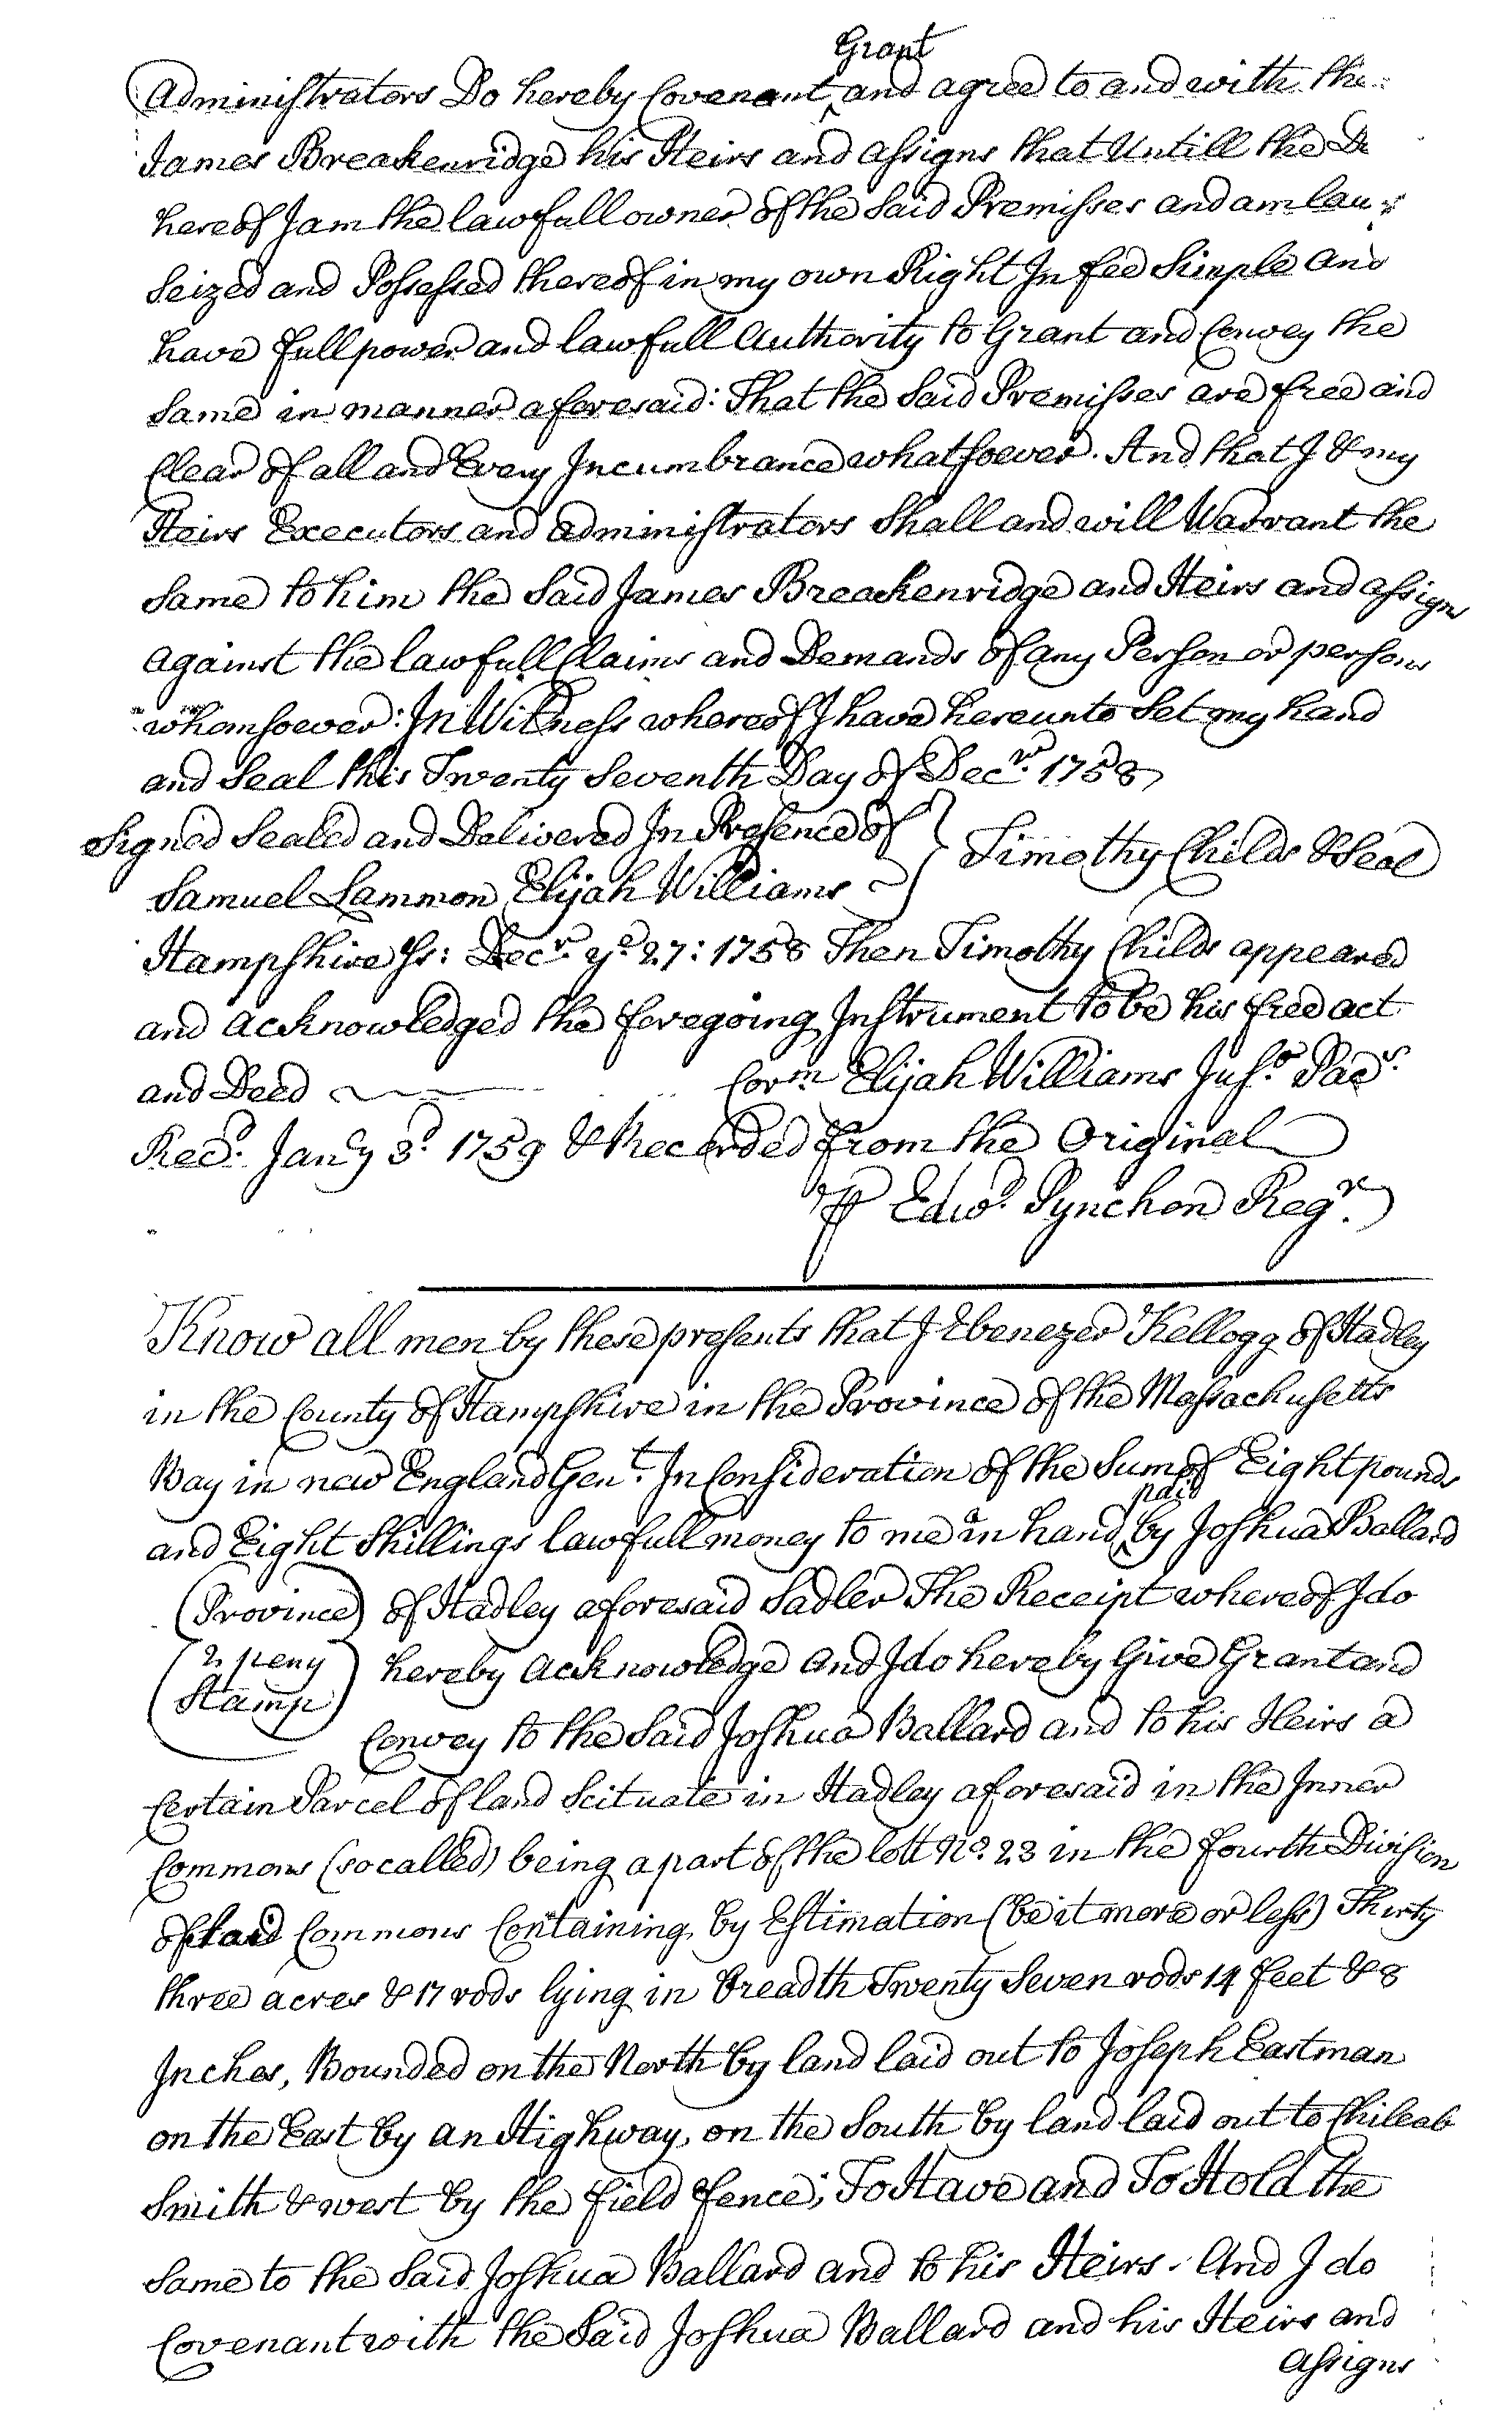 Grant
Administrators Do hereby Covenant ‸ and agree to and with the
James Breakenridge his Heirs and assigns that Untill the De
hereof I am the lawfull owner of the Said Premisses and am law
Seized and Possessed thereof in my own Right In fee Simple and
have full power and lawfull Authority to Grant and Convey the
Same in manner aforesaid: That the Said Premisses are free and
Clear of all and Every Incumbrance whatsoever. And that I & my
Heirs Executors and administrators Shall and will Warrant the
Same to him the Said James Breackenridge and Heirs and assigns
against the lawfull Claims and Demands of any Person or persons
whomsoever: In Witness whereof I have hereunto Set my hand
and Seal this Twenty Seventh Day of Decr. 1758
Signed Sealed and Delivered In Presence of } Timothy Childs & Seal
Samuel Lammon Elijah Williams
Hampshire Ss: Decr. ye 27: 1758 Then Timothy Childs appeared
and acknowledged the foregoing Instrument to be his free act
and Deed Corm Elijah Williams Juso. Pacs.
Recd. Jany 3d 1759 & Recorded from the Original
⅌ Edwd. Pynchon Regr.
Know all men by these presents that I Ebenezer Kellogg of Hadley
in the County of Hampshire in the Province of the Massachusetts
Bay in new England Gent. In Consideration of the Sum of Eight pounds
and Eight Shillings lawfull money to me in hand ‸ paid by Joshua Ballard
(Province) of Hadley aforesaid Sadler The Receipt whereof I do
(2 peny hereby acknowledge and I do hereby Give Grant and
Stamp) Convey to the Said Joshua Ballard and to his Heirs a
Certain Parcel of land Scituate in Hadley aforesaid in the Inner
Commons (so called) being a part of the lott No. 23 in the fourth Division
of said Commons Containing by Estimation (be it more or less) Thirty
three acres & 17 rods lying in breadth Twenty Seven rods 14 feet & 8
Inches, Bounded on the North by land laid out to Joseph Eastman
on the East by an Highway, on the South by land laid out to Chileab
Smith & west by the field fence; To Have and To Hold the
Same to the Said Joshua Ballard and to his Heirs. And I do
Covenant with the Said Joshua Ballard and his Heirs and
assigns